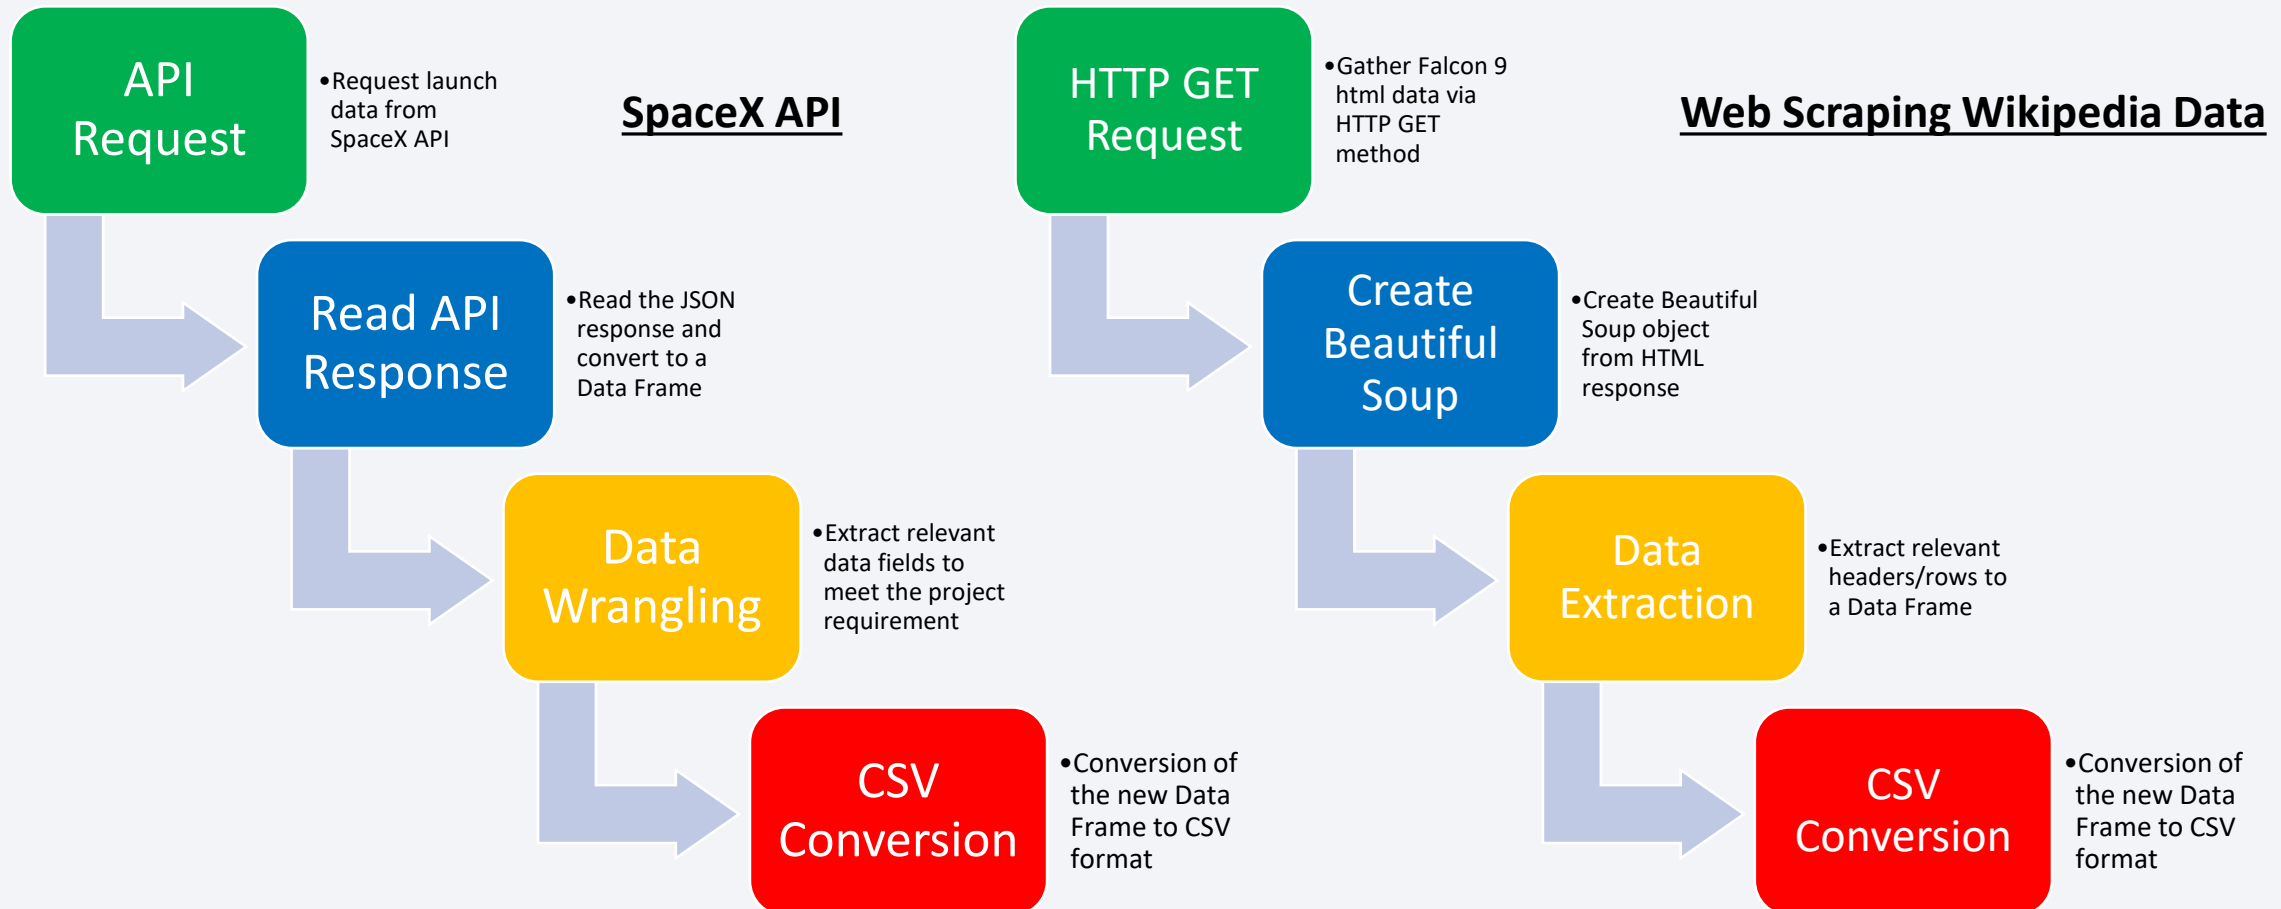 API
Request
•Request launch
data from
SpaceX API
SpaceX API
Read API
Response
•Read the JSON
response and
convert to a
Data Frame
Data
Wrangling
•Extract relevant
data fields to
meet the project
requirement
CSV
Conversion
•Conversion of
the new Data
Frame to CSV
format
HTTP GET
Request
•Gather Falcon 9
html data via
HTTP GET
method
Web Scraping Wikipedia Data
Create
Beautiful
Soup
•Create Beautiful
Soup object
from HTML
response
Data
Extraction
•Extract relevant
headers/rows to
a Data Frame
CSV
Conversion
•Conversion of
the new Data
Frame to CSV
format